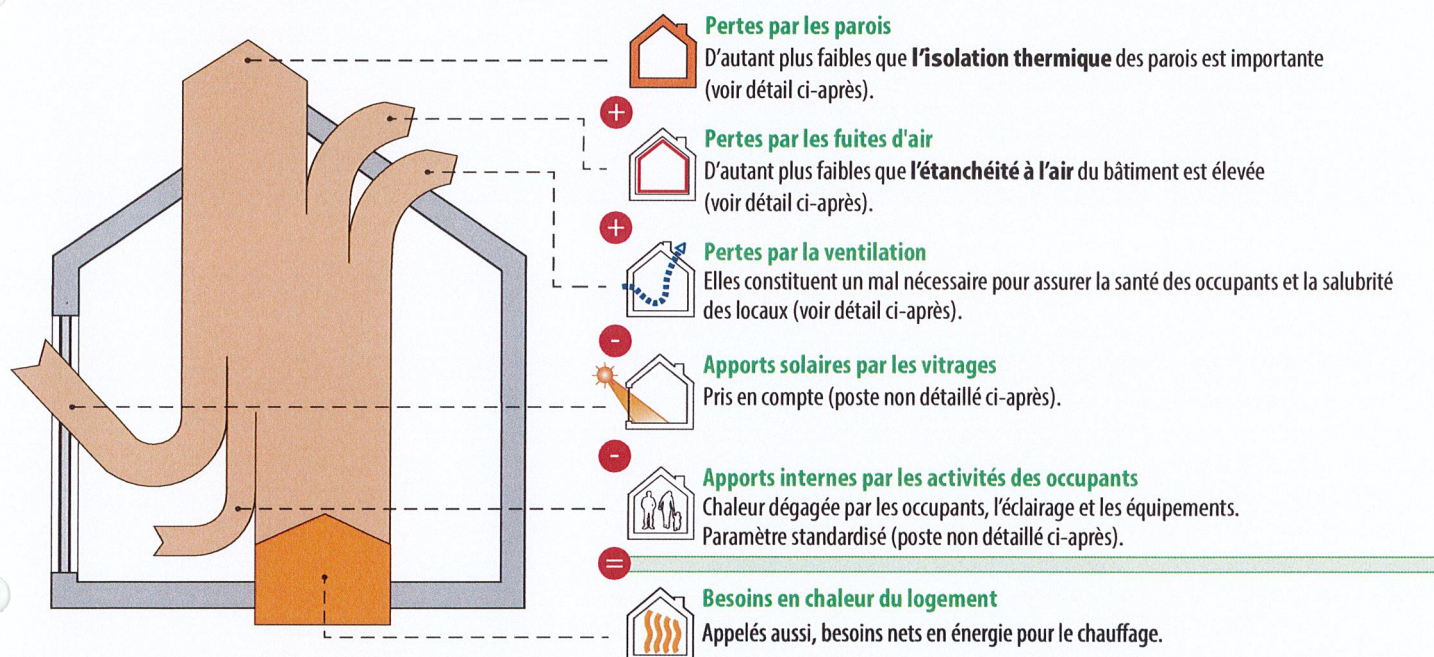 Pertes par les parois
D'autant plus faibles que l'isolation thermique des parois est importante
(voir détail ci-après).
+
Pertes par les fuites d'air
D'autant plus faibles que l'étanchéité à l'air du bâtiment est élevée
(voir détail ci-après).
+
Pertes par la ventilation
Elles constituent un mal nécessaire pour assurer la santé des occupants et la salubrité
des locaux (voir détail ci-après).
-
Apports solaires par les vitrages
Pris en compte (poste non détaillé ci-après).
-
Apports internes par les activités des occupants
Chaleur dégagée par les occupants, l'éclairage et les équipements.
Paramètre standardisé (poste non détaillé ci-après).
=
Besoins en chaleur du logement
Appelés aussi, besoins nets en énergie pour le chauffage.